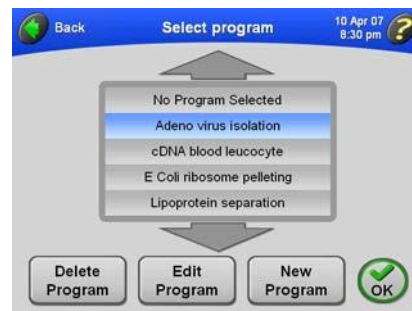 Back
Select program
10 Apr 07
8:30 pm
?
No Program Selected
Adeno virus isolation
cDNA blood leucocyte
E Coli ribosome pelleting
Lipoprotein separation
Delete
Program
Edit
Program
New
Program
OK